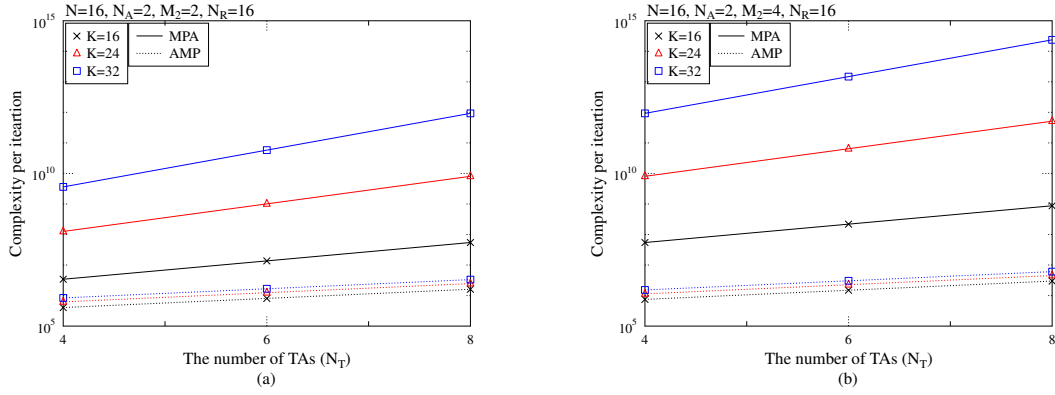 N=16, N_A=2, M_2=2, N_R=16
10^15
K=16
K=24
K=32
MPA
AMP
10^10
10^5
Complexity per iteartion
4
6
8
The number of TAs (N_T)
(a)
N=16, N_A=2, M_2=4, N_R=16
10^15
K=16
K=24
K=32
MPA
AMP
10^10
10^5
Complexity per iteartion
4
6
8
The number of TAs (N_T)
(b)